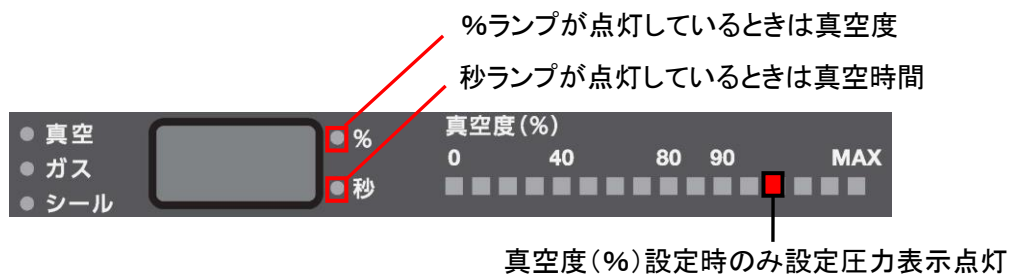 %ランプが点灯しているときは真空度
秒ランプが点灯しているときは真空時間
真空
ガス
シール
%
秒
真空度(%)
0 40 80 90 MAX
真空度(%)設定時のみ設定圧力表示点灯